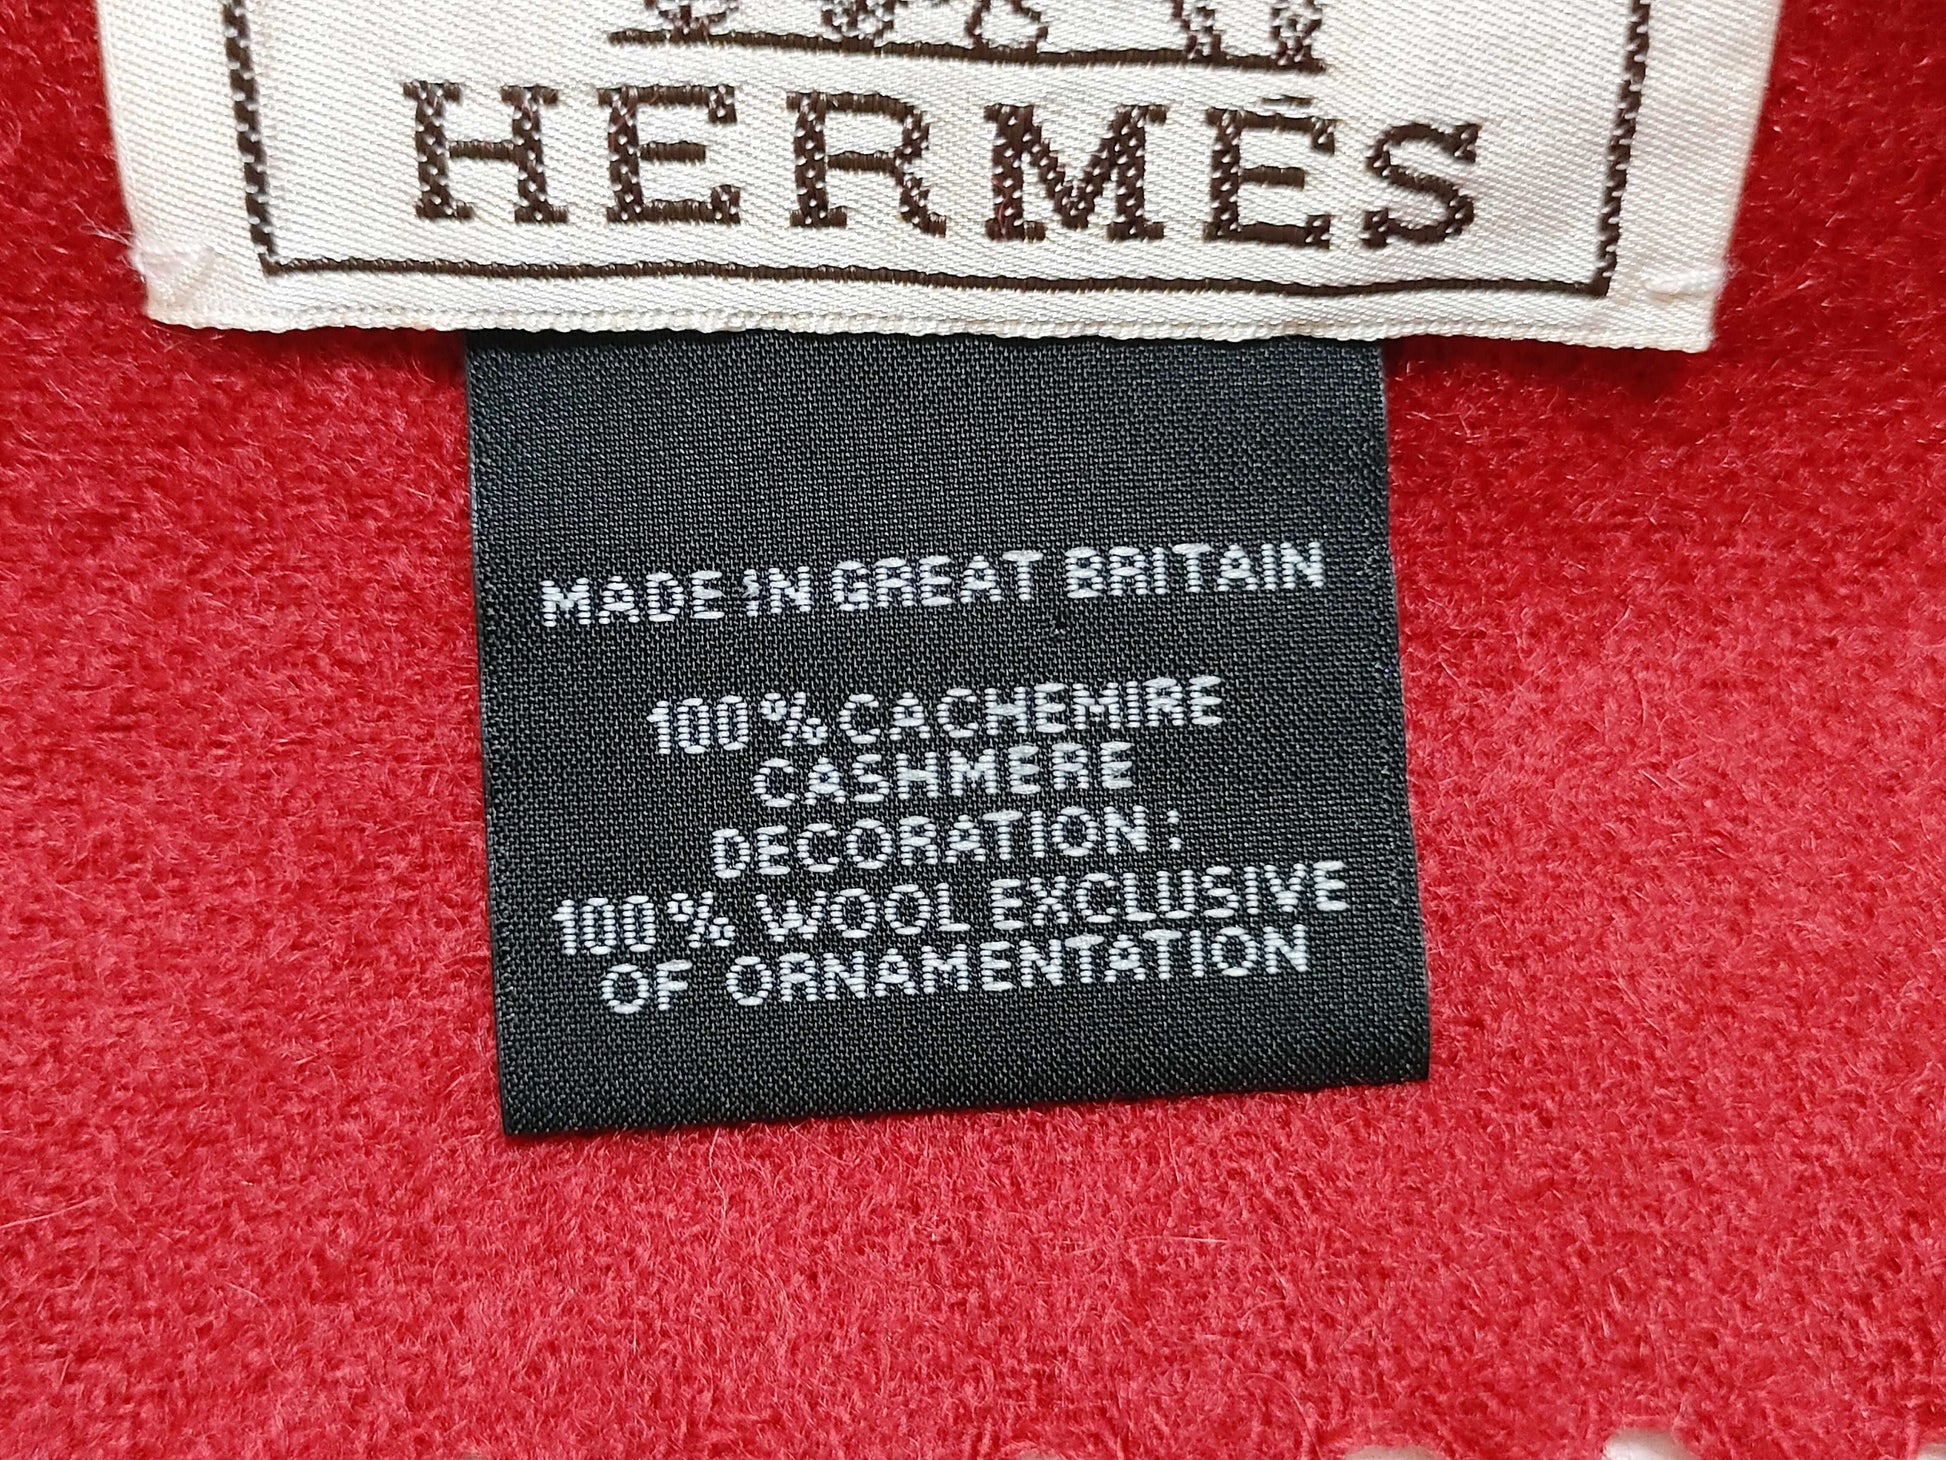 HERMÈS
MADE IN GREAT BRITAIN
100% CACHEMIRE
CASHMERE
DECORATION :
100% WOOL EXCLUSIVE
OF ORNAMENTATION